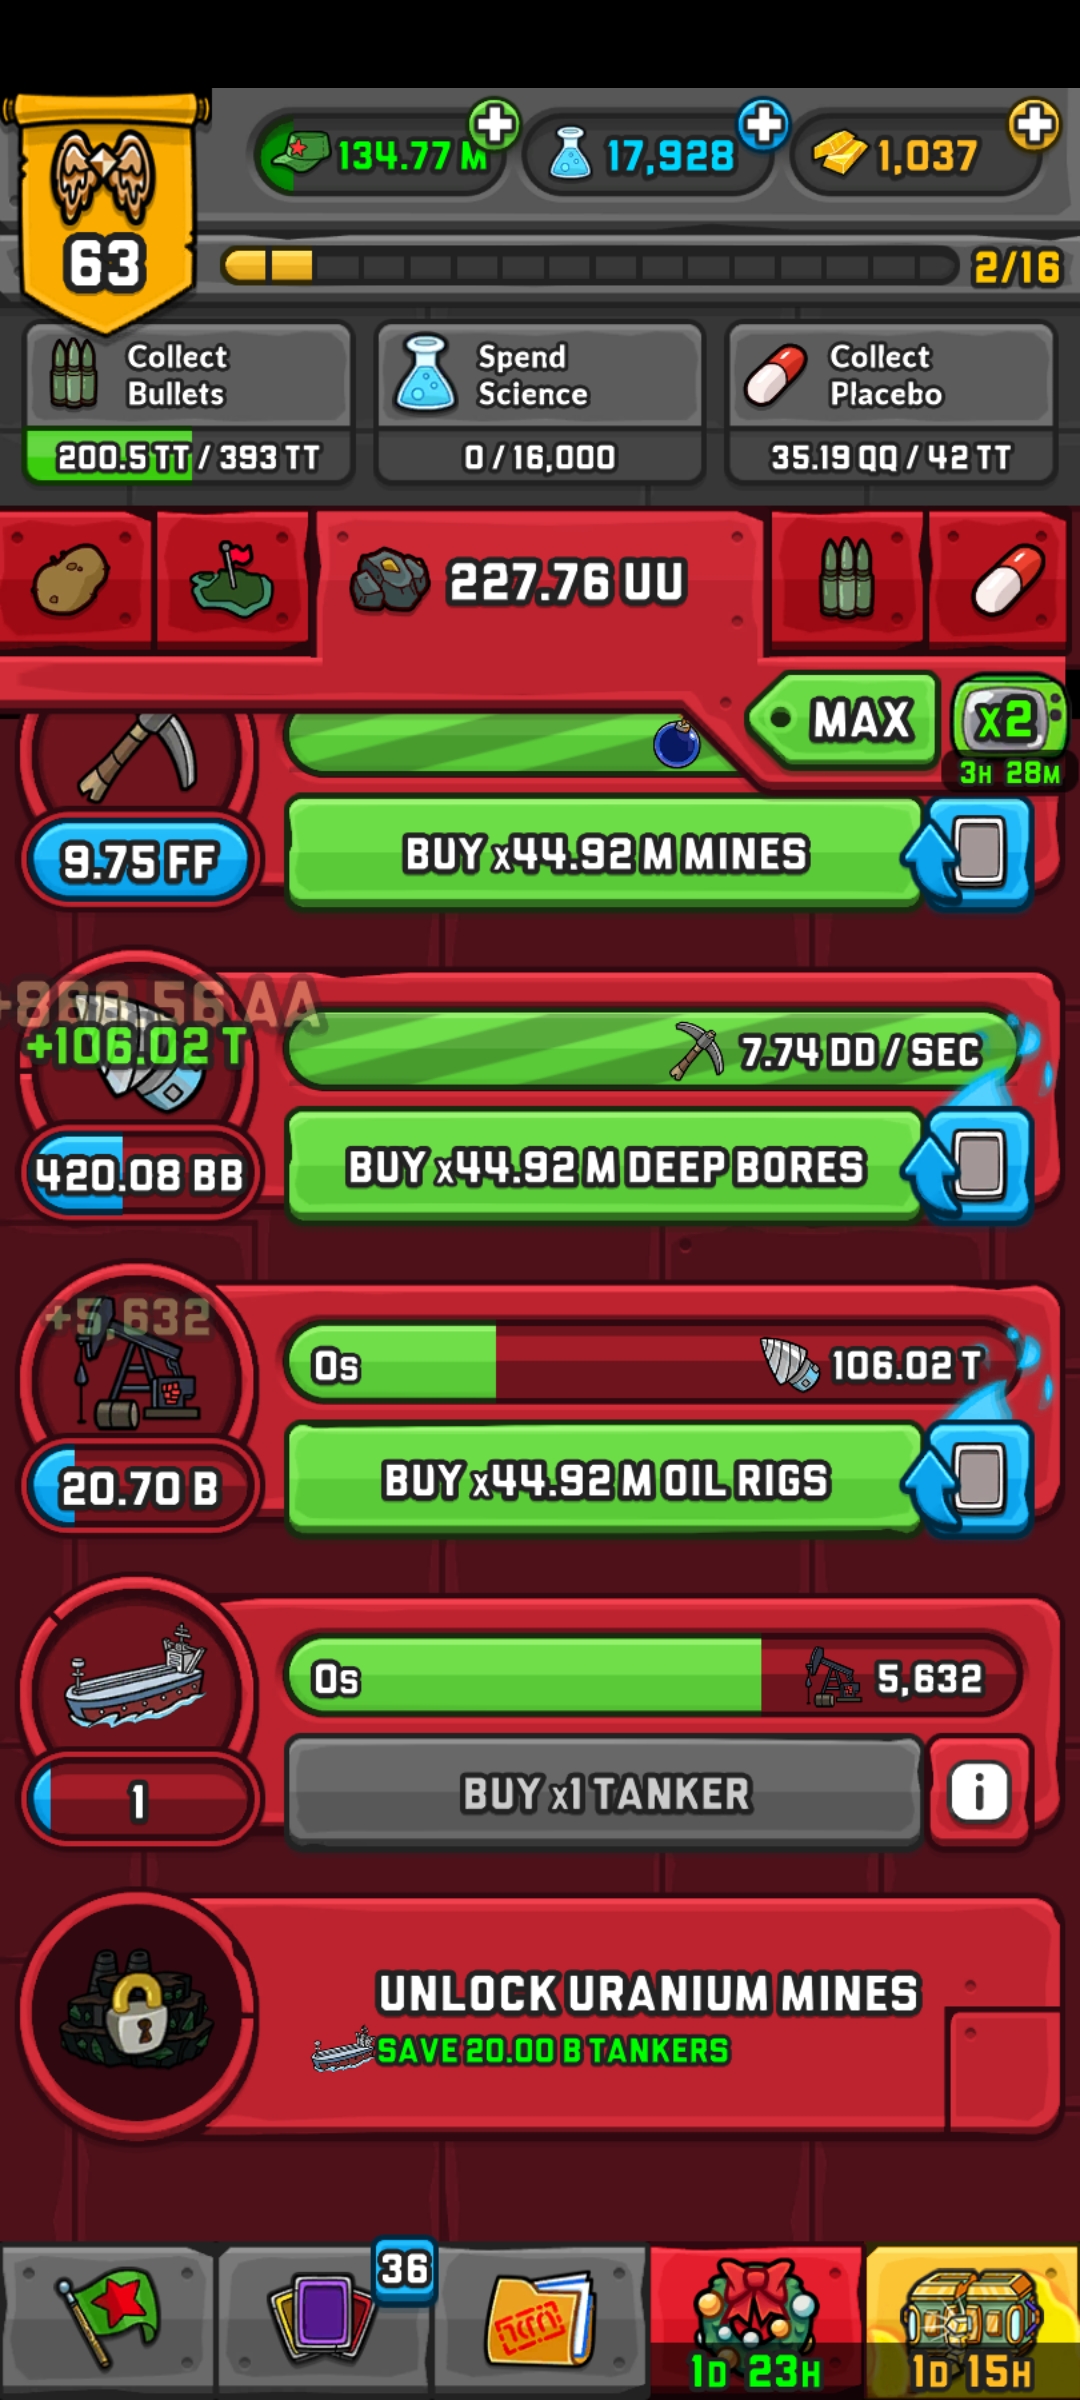 134.77 M
17,928
1,037
63
2/16
Collect
Bullets
200.5 TT / 393 TT
Spend
Science
0 / 16,000
Collect
Placebo
35.19 QQ / 42 TT
227.76 UU
MAX
x2
3H 28M
9.75 FF
BUY x44.92 M MINES
+106.02 T
7.74 DD / SEC
420.08 BB
BUY x44.92 M DEEP BORES
+5,632
0s
106.02 T
20.70 B
BUY x44.92 M OIL RIGS
0s
5,632
1
BUY x1 TANKER
i
UNLOCK URANIUM MINES
SAVE 20.00 B TANKERS
36
1D 23H
1D 15H